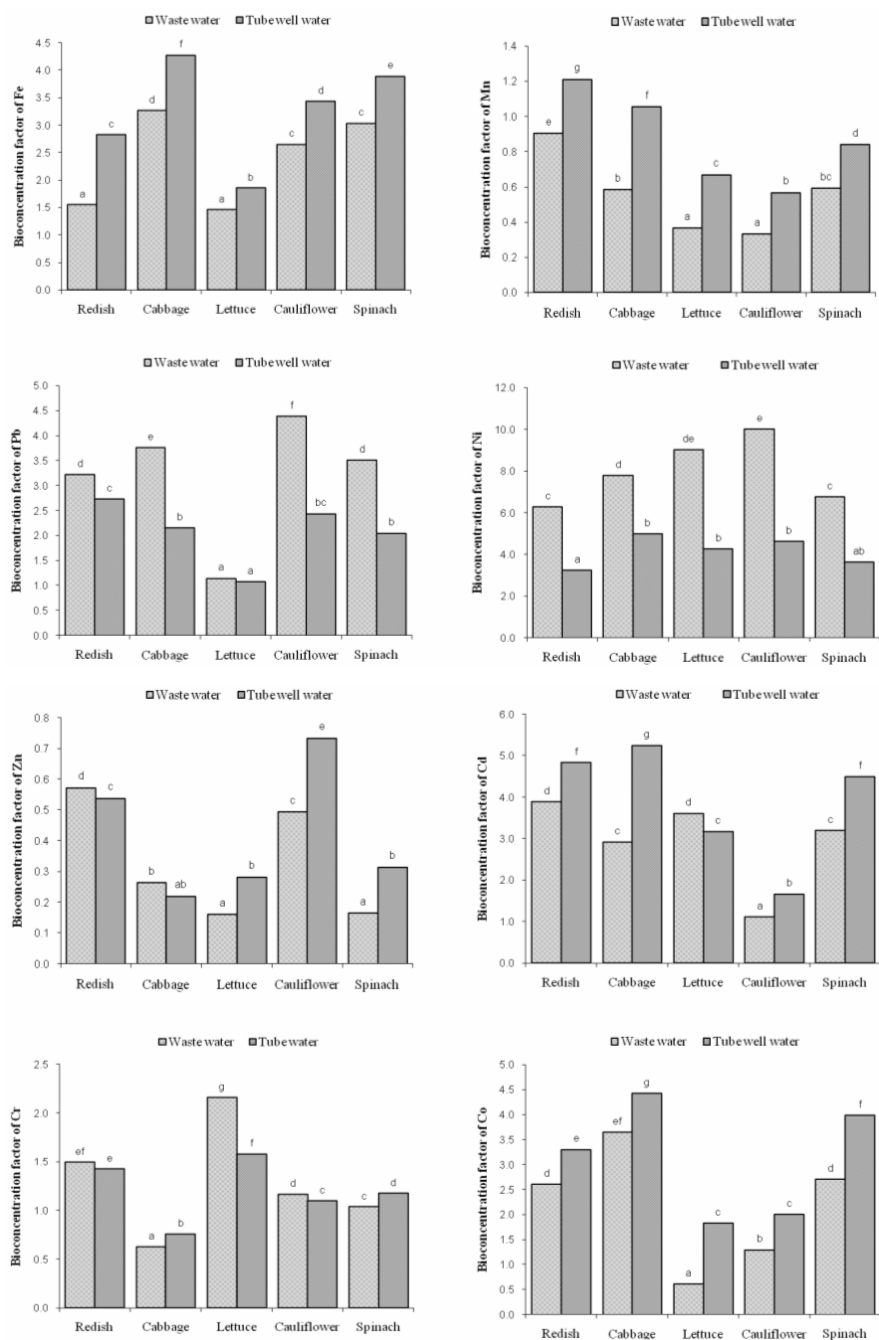 Waste water Tube well water
Bioconcentration factor of Fe
4.5
4.0
3.5
3.0
2.5
2.0
1.5
1.0
0.5
0.0
a c d f a b c d c e
Redish Cabbage Lettuce Cauliflower Spinach
Waste water Tube well water
Bioconcentration factor of Mn
1.4
1.2
1.0
0.8
0.6
0.4
0.2
0.0
e g b f a c a b bc d
Redish Cabbage Lettuce Cauliflower Spinach
Waste water Tube well water
Bioconcentration factor of Pb
5.0
4.5
4.0
3.5
3.0
2.5
2.0
1.5
1.0
0.5
0.0
d c e b a a f bc d b
Redish Cabbage Lettuce Cauliflower Spinach
Waste water Tube well water
Bioconcentration factor of Ni
12.0
10.0
8.0
6.0
4.0
2.0
0.0
c a d b de b e b c ab
Redish Cabbage Lettuce Cauliflower Spinach
Waste water Tube well water
Bioconcentration factor of Zn
0.8
0.7
0.6
0.5
0.4
0.3
0.2
0.1
0.0
d c b ab a b c e a b
Redish Cabbage Lettuce Cauliflower Spinach
Waste water Tube well water
Bioconcentration factor of Cd
6.0
5.0
4.0
3.0
2.0
1.0
0.0
d f c g d c a b c f
Redish Cabbage Lettuce Cauliflower Spinach
Waste water Tube water
Bioconcentration factor of Cr
2.5
2.0
1.5
1.0
0.5
0.0
ef e a b g f d c c d
Redish Cabbage Lettuce Cauliflower Spinach
Waste water Tube well water
Bioconcentration factor of Co
5.0
4.5
4.0
3.5
3.0
2.5
2.0
1.5
1.0
0.5
0.0
d e ef g a c b c d f
Redish Cabbage Lettuce Cauliflower Spinach